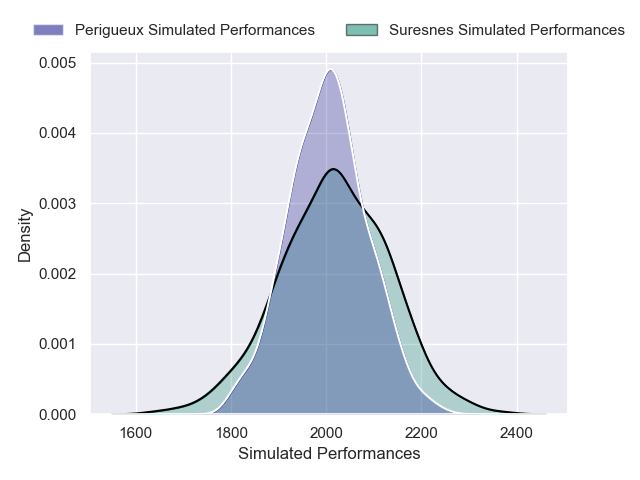 Perigueux Simulated Performances
Suresnes Simulated Performances
0.005
0.004
0.003
0.002
0.001
0.000
Density
1600
1800
2000
2200
2400
Simulated Performances